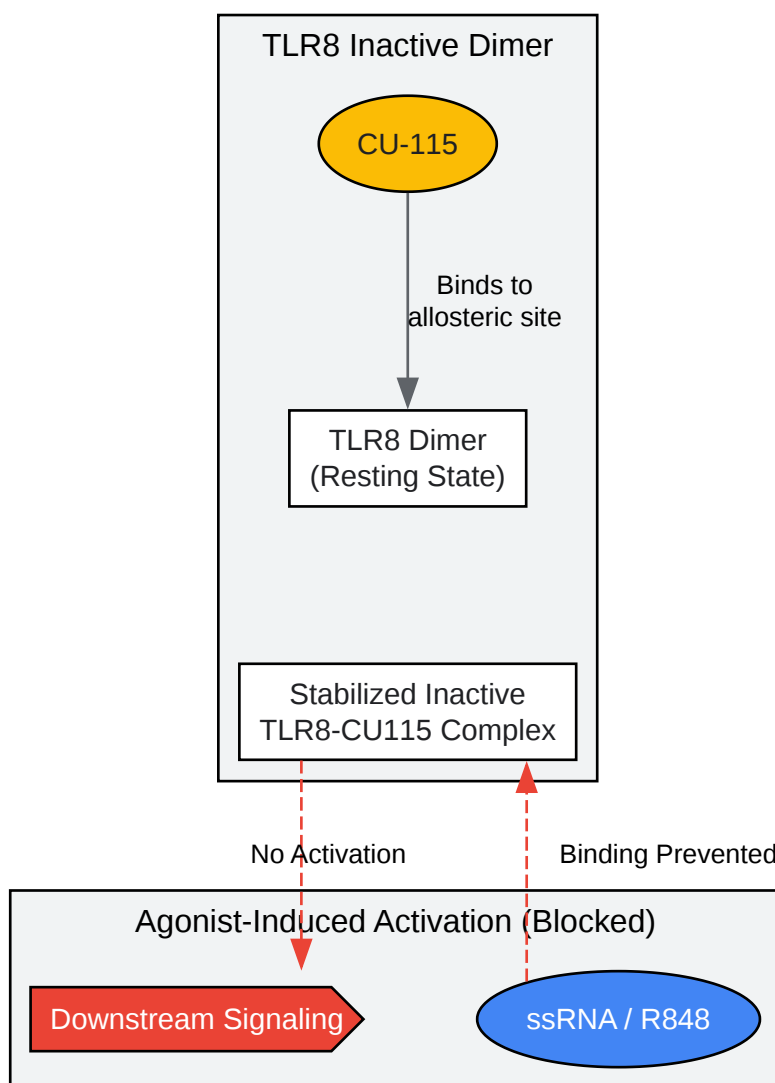 TLR8 Inactive Dimer
CU-115
Binds to
allosteric site
TLR8 Dimer
(Resting State)
Stabilized Inactive
TLR8-CU115 Complex
No Activation
Binding Prevented
Agonist-Induced Activation (Blocked)
Downstream Signaling
ssRNA / R848